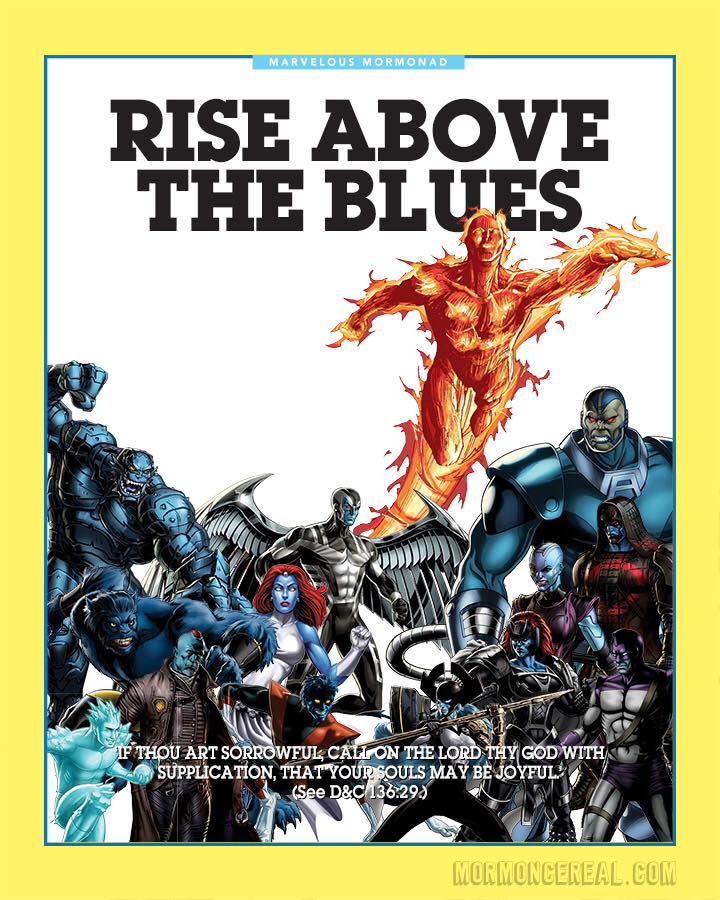 MARVELOUS MORMONAD
RISE ABOVE
THE BLUES
IF THOU ART SORROWFUL, CALL ON THE LORD THY GOD WITH
SUPPLICATION, THAT YOUR SOULS MAY BE JOYFUL.
(See D&C 136:29.)
MORMONCEREAL.COM